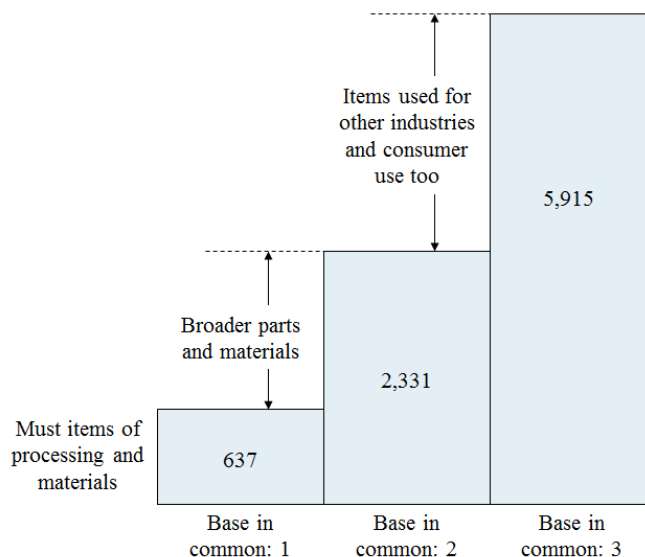 Items used for
other industries
and consumer
use too
5,915
Broader parts
and materials
2,331
Must items of
processing and
materials
637
Base in
common: 1
Base in
common: 2
Base in
common: 3